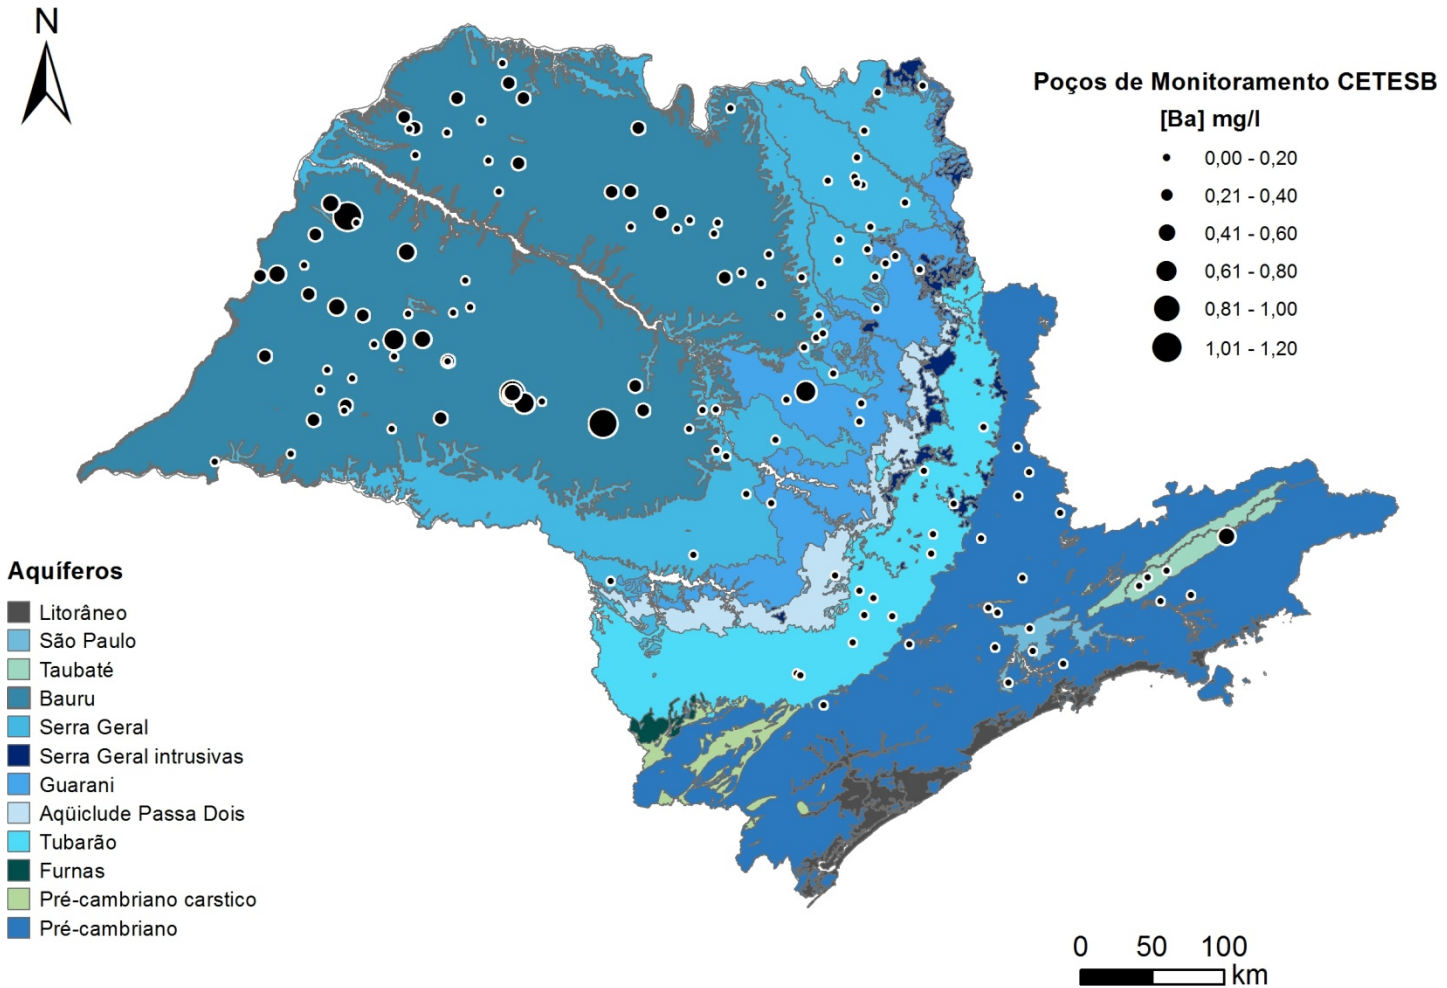 N
Poços de Monitoramento CETESB
[Ba] mg/l
0,00 - 0,20
0,21 - 0,40
0,41 - 0,60
0,61 - 0,80
0,81 - 1,00
1,01 - 1,20
Aquíferos
Litorâneo
São Paulo
Taubaté
Bauru
Serra Geral
Serra Geral intrusivas
Guarani
Aqüiclude Passa Dois
Tubarão
Furnas
Pré-cambriano carstico
Pré-cambriano
0 50 100
km